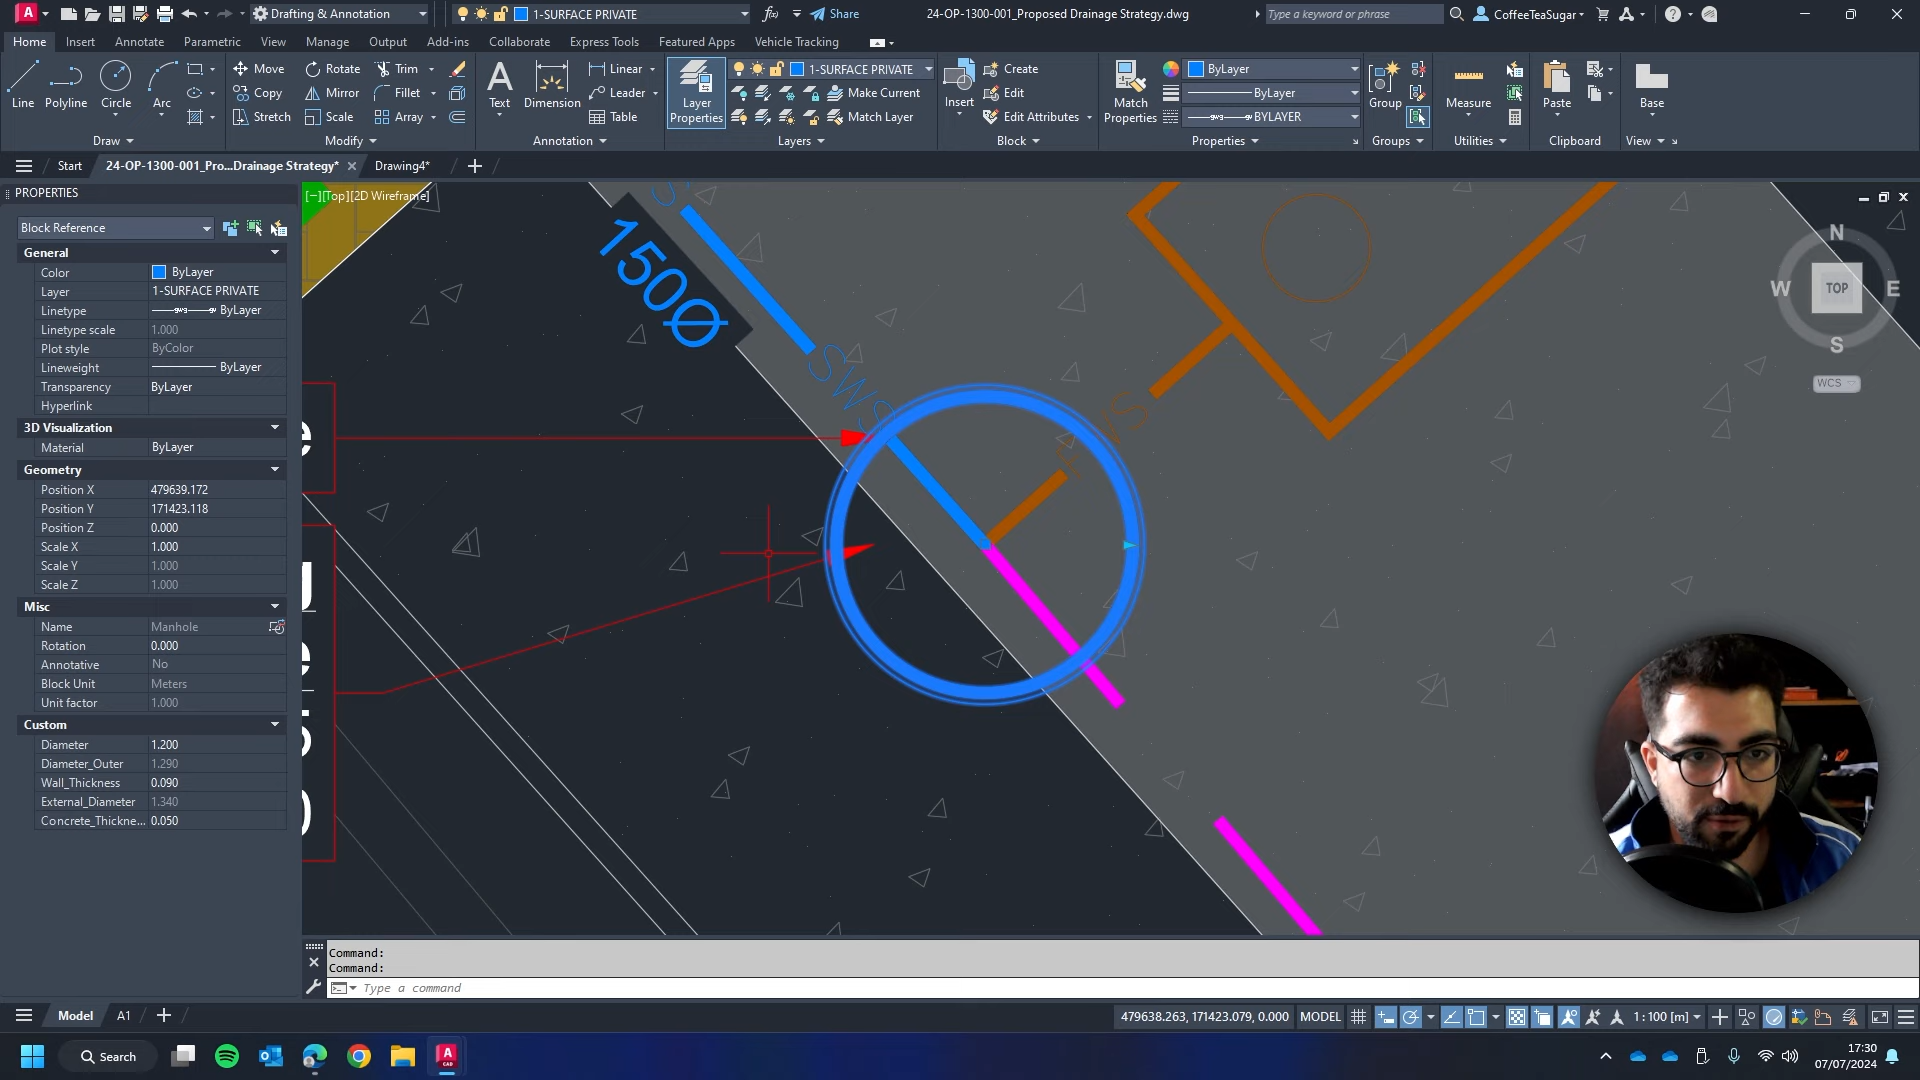 Drafting & Annotation
1-SURFACE PRIVATE
Share
24-OP-1300-001_Proposed Drainage Strategy.dwg
Type a keyword or phrase
CoffeeTeaSugar
Home Insert Annotate Parametric View Manage Output Add-ins Collaborate Express Tools Featured Apps Vehicle Tracking
Line Polyline Circle Arc
Move Rotate Trim
Copy Mirror Fillet
Stretch Scale Array
Text Dimension
Linear
Leader
Table
Layer Properties
1-SURFACE PRIVATE
Make Current
Match Layer
Insert
Create
Edit
Edit Attributes
Match Properties
ByLayer
ByLayer
BYLAYER
Group
Measure
Paste
Base
Draw Modify Annotation Layers Block Properties Groups Utilities Clipboard View
Start 24-OP-1300-001_Pro...Drainage Strategy* Drawing4*
PROPERTIES
Block Reference
General
Color ByLayer
Layer 1-SURFACE PRIVATE
Linetype ByLayer
Linetype scale 1.000
Plot style ByColor
Lineweight ByLayer
Transparency ByLayer
Hyperlink
3D Visualization
Material ByLayer
Geometry
Position X 479639.172
Position Y 171423.118
Position Z 0.000
Scale X 1.000
Scale Y 1.000
Scale Z 1.000
Misc
Name Manhole
Rotation 0.000
Annotative No
Block Unit Meters
Unit factor 1.000
Custom
Diameter 1.200
Diameter_Outer 1.290
Wall_Thickness 0.090
External_Diameter 1.340
Concrete_Thickne... 0.050
[−][Top][2D Wireframe]
150Ø
SWS
N
W TOP E
S
WCS
Command:
Command:
Type a command
Model A1
479638.263, 171423.079, 0.000 MODEL
1:100 [m]
Search
17:30
07/07/2024